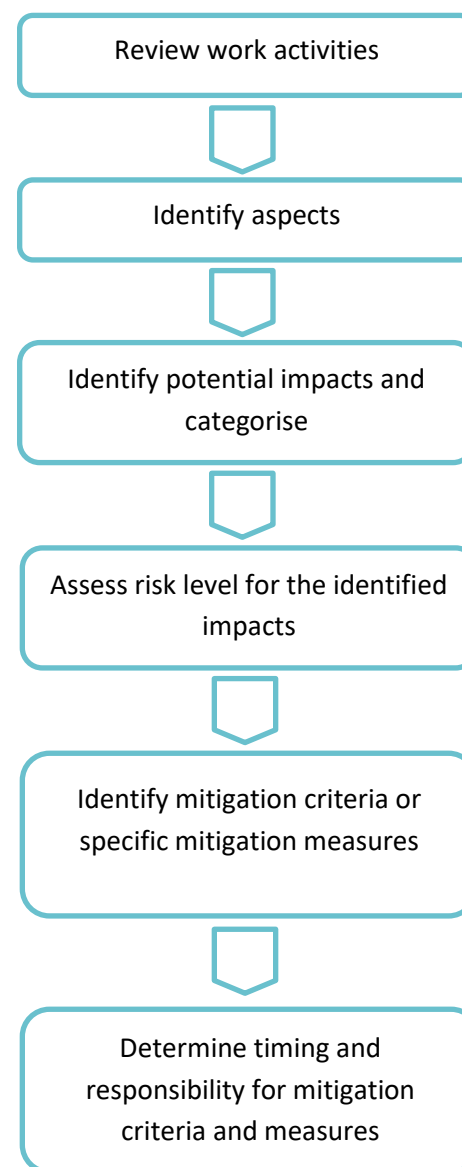 Review work activities
Identify aspects
Identify potential impacts and
categorise
Assess risk level for the identified
impacts
Identify mitigation criteria or
specific mitigation measures
Determine timing and
responsibility for mitigation
criteria and measures